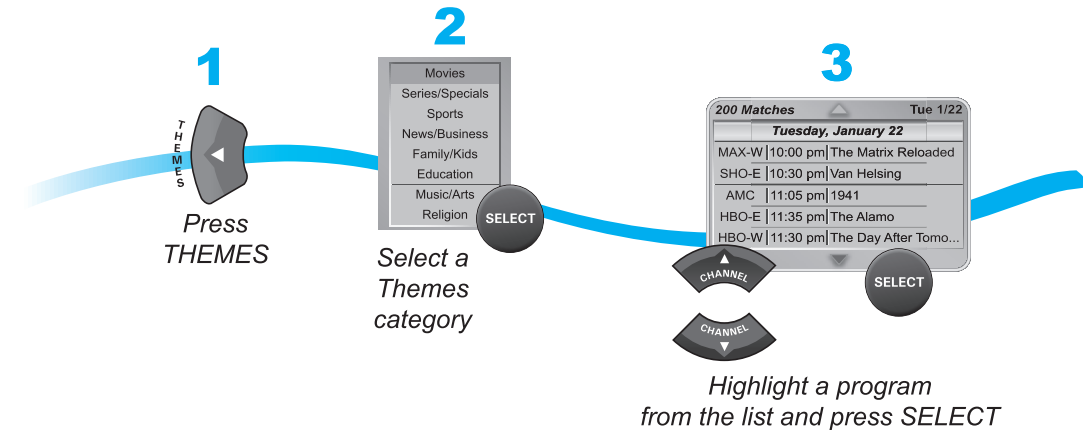 1
THEMES
Press
THEMES
2
Movies
Series/Specials
Sports
News/Business
Family/Kids
Education
Music/Arts
Religion
SELECT
Select a
Themes
category
3
200 Matches Tue 1/22
Tuesday, January 22
MAX-W 10:00 pm The Matrix Reloaded
SHO-E 10:30 pm Van Helsing
AMC 11:05 pm 1941
HBO-E 11:35 pm The Alamo
HBO-W 11:30 pm The Day After Tomo...
CHANNEL
SELECT
CHANNEL
Highlight a program
from the list and press SELECT